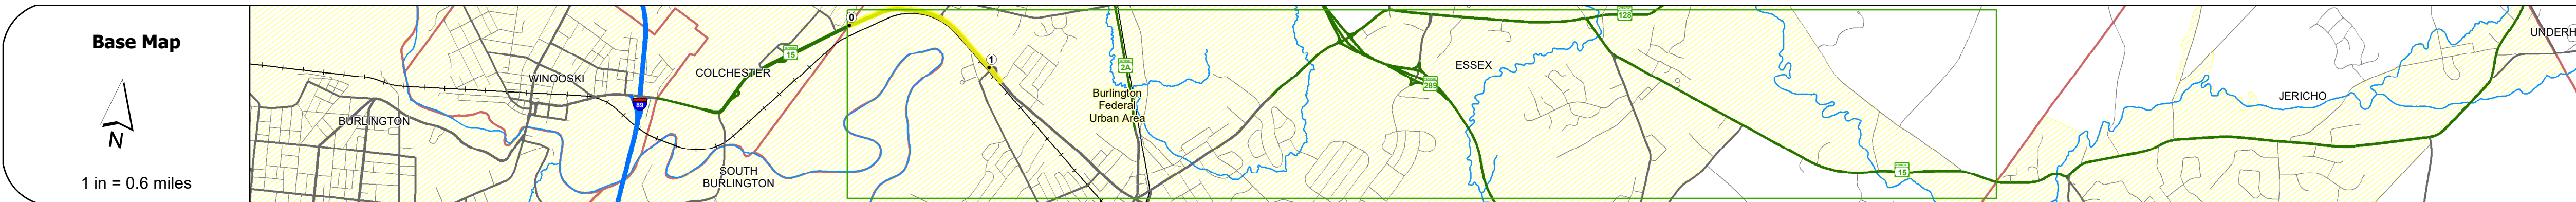 Base Map
N
1 in = 0.6 miles
WINOOSKI
BURLINGTON
89
COLCHESTER
15
SOUTH
BURLINGTON
0
1
2A
Burlington
Federal
Urban Area
289
ESSEX
128
15
JERICHO
UNDERH